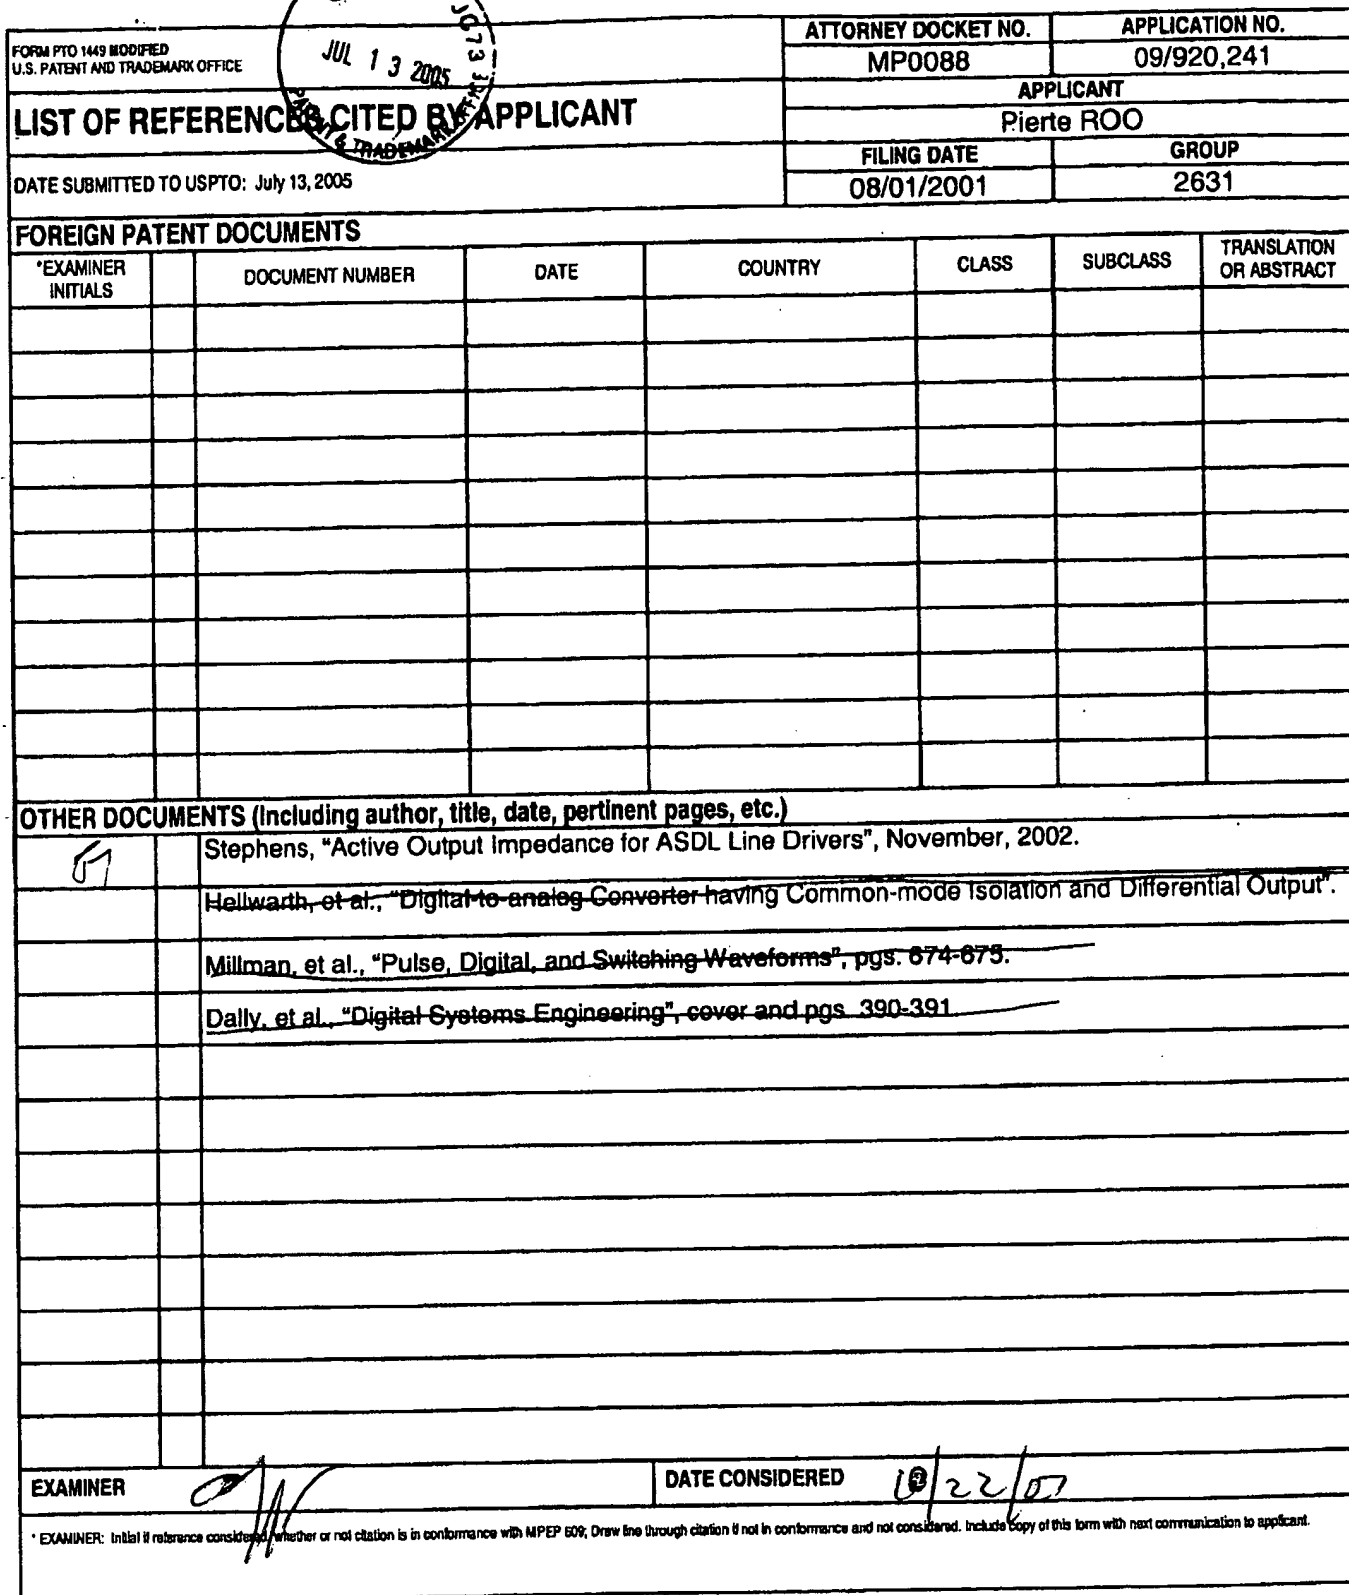 FORM PTO 1449 MODIFIED
U.S. PATENT AND TRADEMARK OFFICE
JUL 13 2005
PATENT & TRADEMARK
LIST OF REFERENCES CITED BY APPLICANT
DATE SUBMITTED TO USPTO: July 13, 2005
ATTORNEY DOCKET NO.
MP0088
APPLICATION NO.
09/920,241
APPLICANT
Pierte ROO
FILING DATE
08/01/2001
GROUP
2631
FOREIGN PATENT DOCUMENTS
*EXAMINER INITIALS
DOCUMENT NUMBER
DATE
COUNTRY
CLASS
SUBCLASS
TRANSLATION OR ABSTRACT
OTHER DOCUMENTS (Including author, title, date, pertinent pages, etc.)
Stephens, “Active Output Impedance for ASDL Line Drivers”, November, 2002.
Hellwarth, et al., “Digital-to-analog Converter having Common-mode Isolation and Differential Output”.
Millman, et al., “Pulse, Digital, and Switching Waveforms”, pgs. 674-675.
Dally, et al., “Digital Systems Engineering”, cover and pgs. 390-391
EXAMINER
DATE CONSIDERED
* EXAMINER: Initial if reference considered, whether or not citation is in conformance with MPEP 609; Draw line through citation if not in conformance and not considered. Include copy of this form with next communication to applicant.